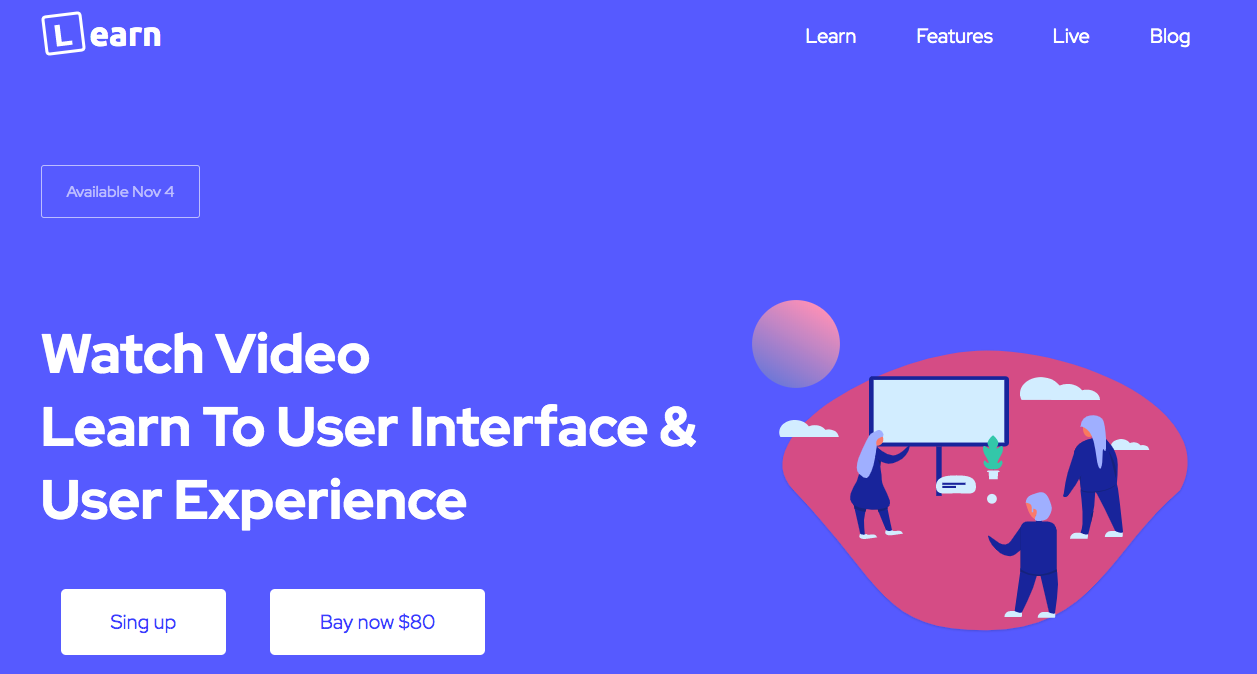 Learn
Learn Features Live Blog
Available Nov 4
Watch Video
Learn To User Interface &
User Experience
Sing up Bay now $80